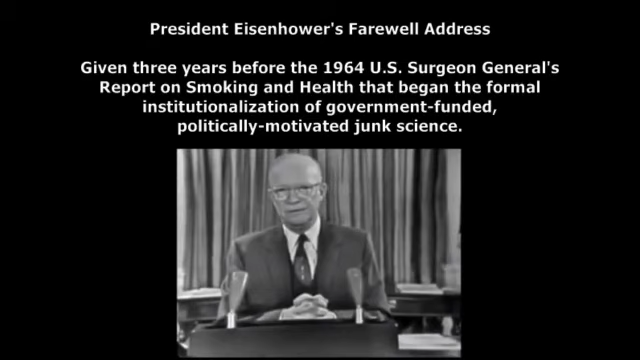 President Eisenhower's Farewell Address
Given three years before the 1964 U.S. Surgeon General's
Report on Smoking and Health that began the formal
institutionalization of government-funded,
politically-motivated junk science.